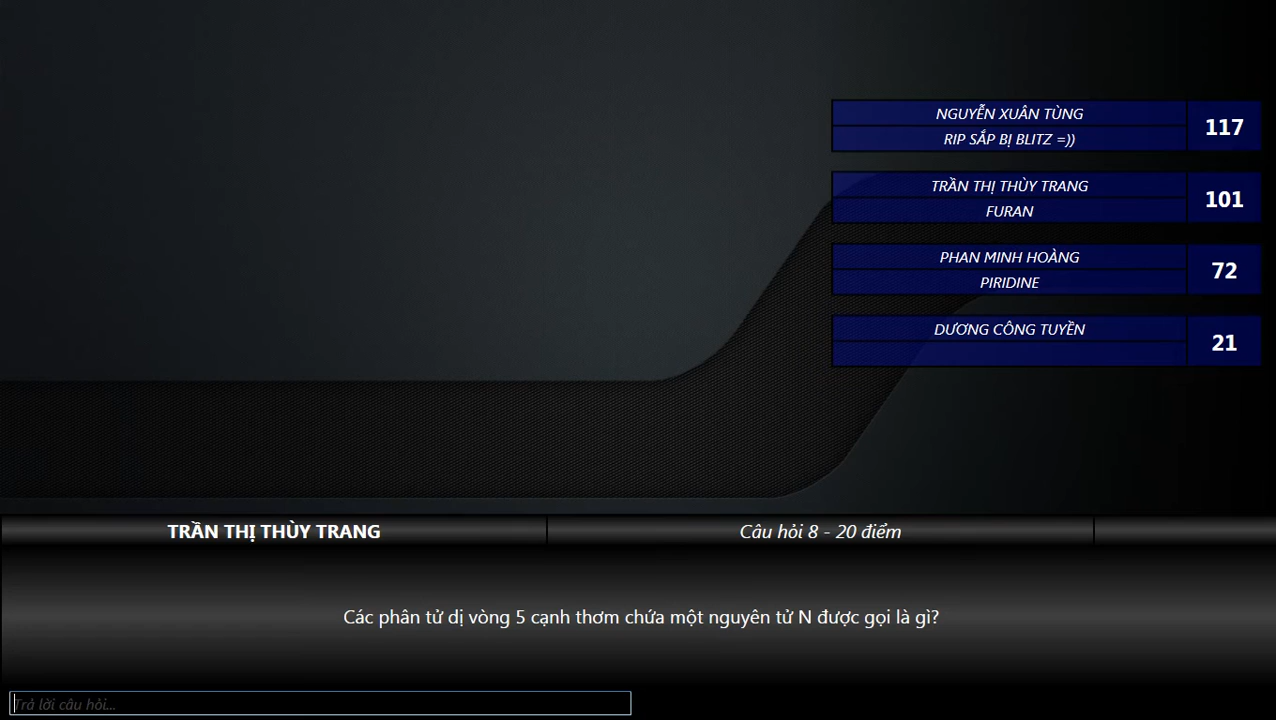 NGUYỄN XUÂN TÙNG
RIP SẮP BỊ BLITZ =))
117
TRẦN THỊ THÙY TRANG
FURAN
101
PHAN MINH HOÀNG
PIRIDINE
72
DƯƠNG CÔNG TUYỀN
21
TRẦN THỊ THÙY TRANG
Câu hỏi 8 - 20 điểm
Các phân tử dị vòng 5 cạnh thơm chứa một nguyên tử N được gọi là gì?
Trả lời câu hỏi...